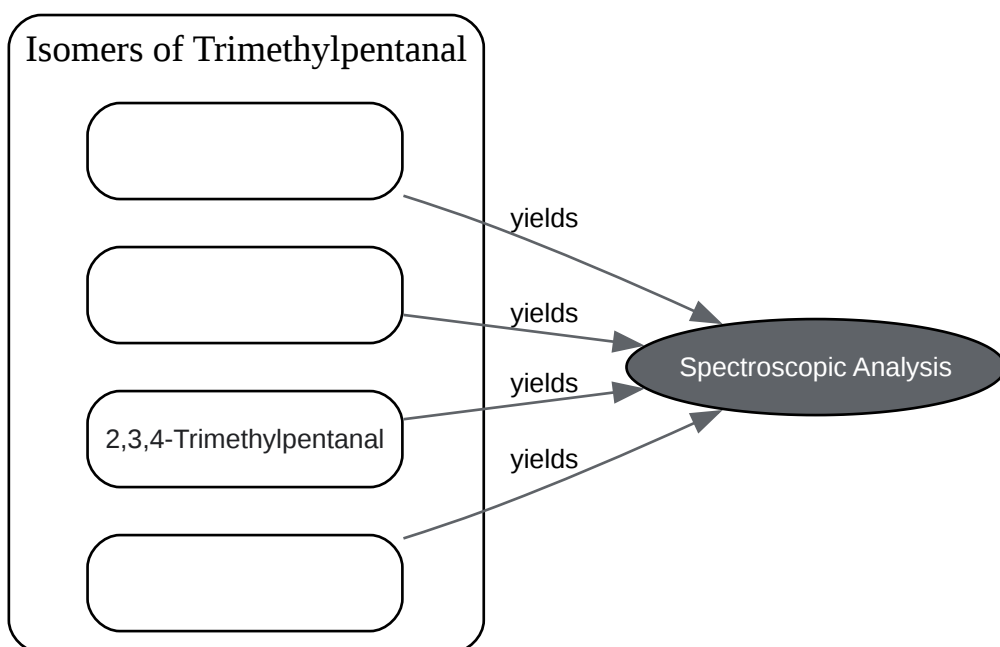 Isomers of Trimethylpentanal
yields
yields
yields
2,3,4-Trimethylpentanal
yields
Spectroscopic Analysis